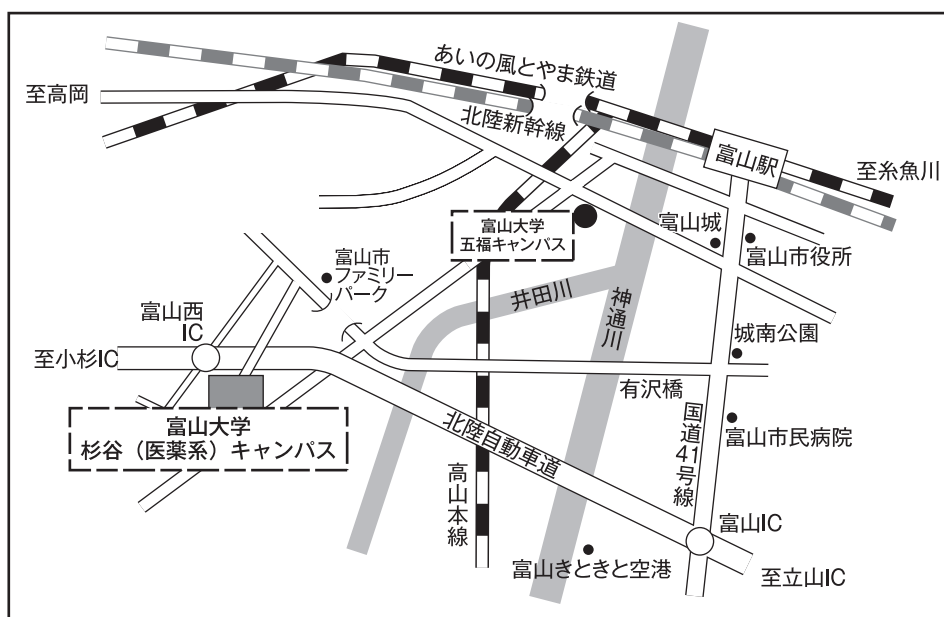 あいの風とやま鉄道
至高岡
北陸新幹線
富山駅
至糸魚川
富山大学
五福キャンパス
富山城
富山市役所
富山市
ファミリー
パーク
井田川
神通川
富山西
IC
城南公園
至小杉IC
有沢橋
富山大学
杉谷(医薬系)キャンパス
北陸自動車道
国道41号線
富山市民病院
高山本線
富山IC
富山きときと空港
至立山IC